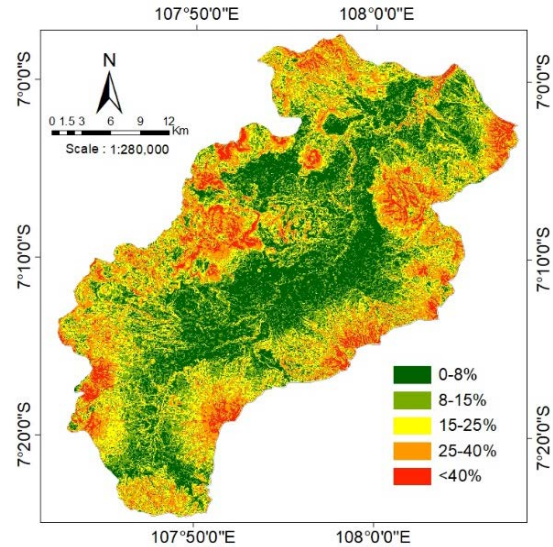 107°50'0"E 108°0'0"E
N
0 1.5 3 6 9 12
Km
Scale : 1:280,000
7°0'0"S 7°0'0"S
7°10'0"S 7°10'0"S
7°20'0"S 7°20'0"S
0-8%
8-15%
15-25%
25-40%
<40%
107°50'0"E 108°0'0"E